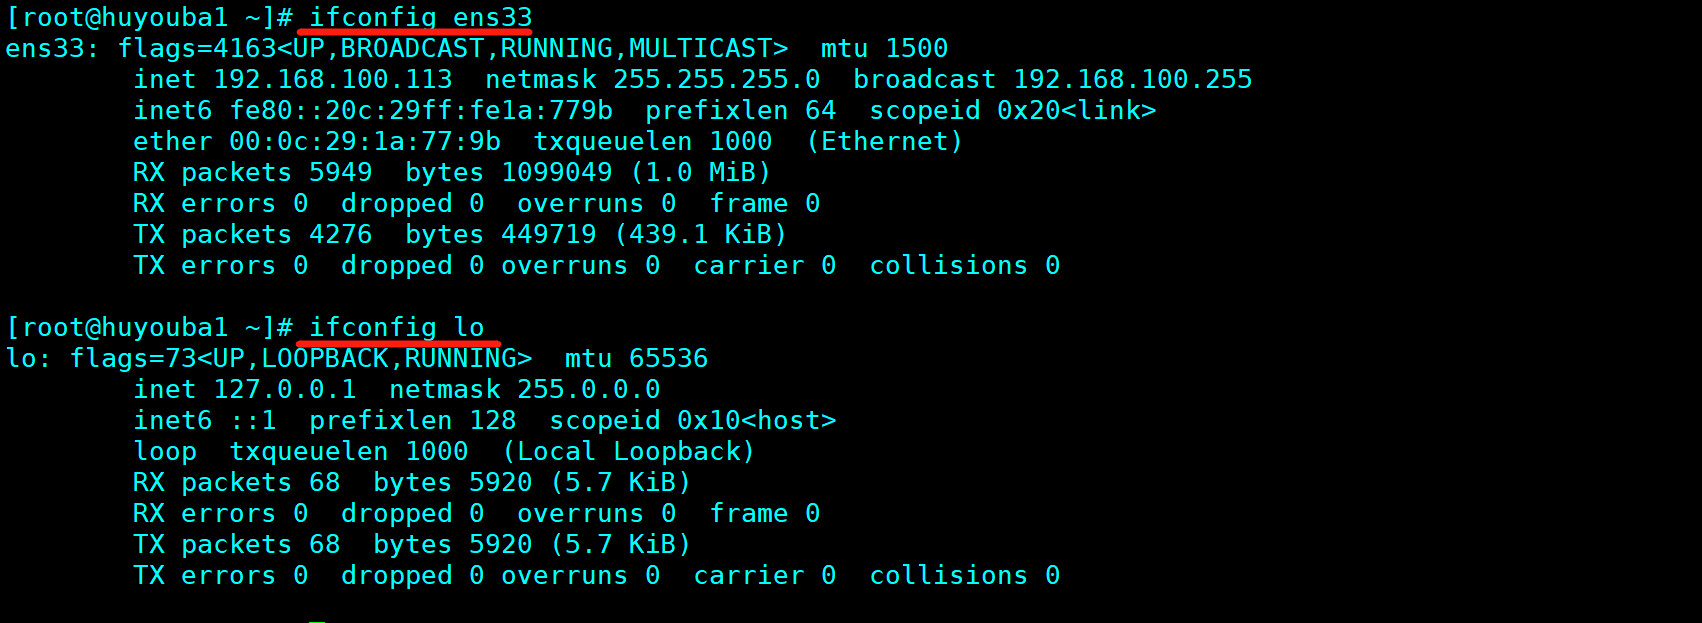 [root@huyouba1 ~]# ifconfig ens33
ens33: flags=4163<UP,BROADCAST,RUNNING,MULTICAST>  mtu 1500
        inet 192.168.100.113  netmask 255.255.255.0  broadcast 192.168.100.255
        inet6 fe80::20c:29ff:fe1a:779b  prefixlen 64  scopeid 0x20<link>
        ether 00:0c:29:1a:77:9b  txqueuelen 1000  (Ethernet)
        RX packets 5949  bytes 1099049 (1.0 MiB)
        RX errors 0  dropped 0  overruns 0  frame 0
        TX packets 4276  bytes 449719 (439.1 KiB)
        TX errors 0  dropped 0 overruns 0  carrier 0  collisions 0

[root@huyouba1 ~]# ifconfig lo
lo: flags=73<UP,LOOPBACK,RUNNING>  mtu 65536
        inet 127.0.0.1  netmask 255.0.0.0
        inet6 ::1  prefixlen 128  scopeid 0x10<host>
        loop  txqueuelen 1000  (Local Loopback)
        RX packets 68  bytes 5920 (5.7 KiB)
        RX errors 0  dropped 0  overruns 0  frame 0
        TX packets 68  bytes 5920 (5.7 KiB)
        TX errors 0  dropped 0 overruns 0  carrier 0  collisions 0